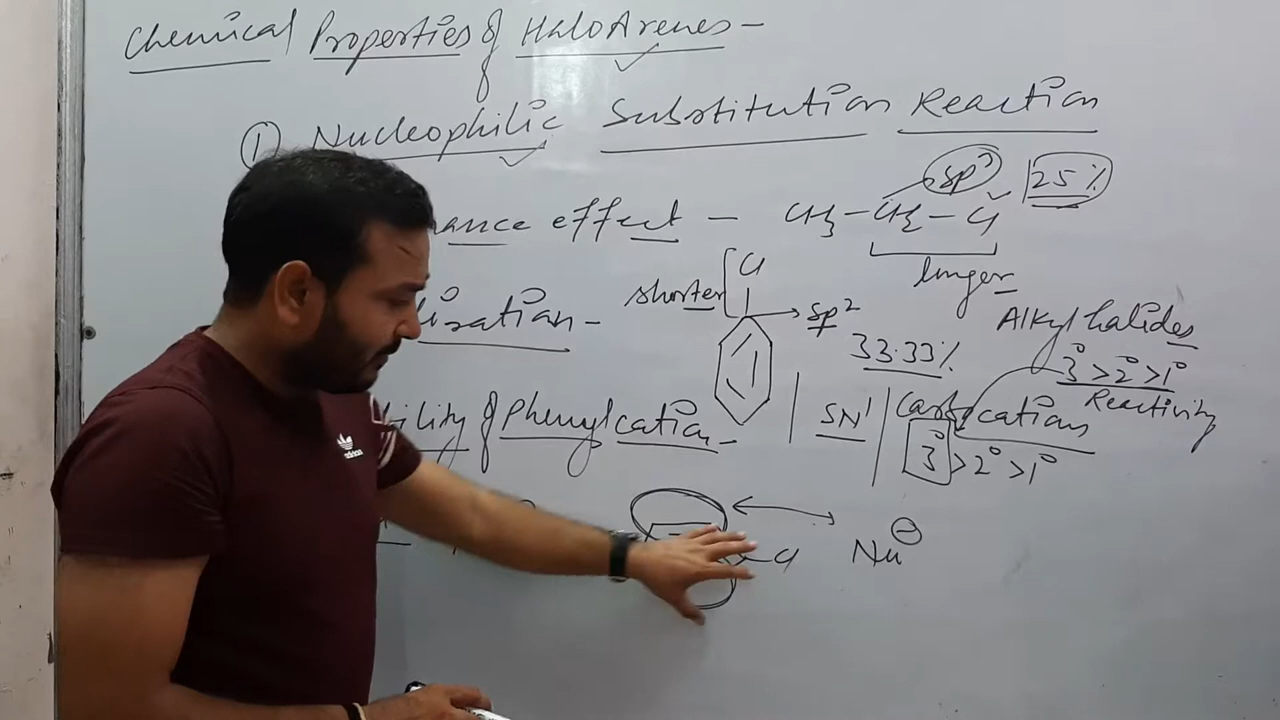 Chemical Properties of HaloArenes -
① Nucleophilic Substitution Reaction
sp³ 25%
ance effect - CH₃-CH₂-Cl
longer
Cl
shorter
sp²
ization -
33.33%
Alkyl halides
3°>2°>1°
Reactivity
bility of Phenyl cation -
SN¹
carbocations
3°>2°>1°
Cl
Nu⊖
adidas